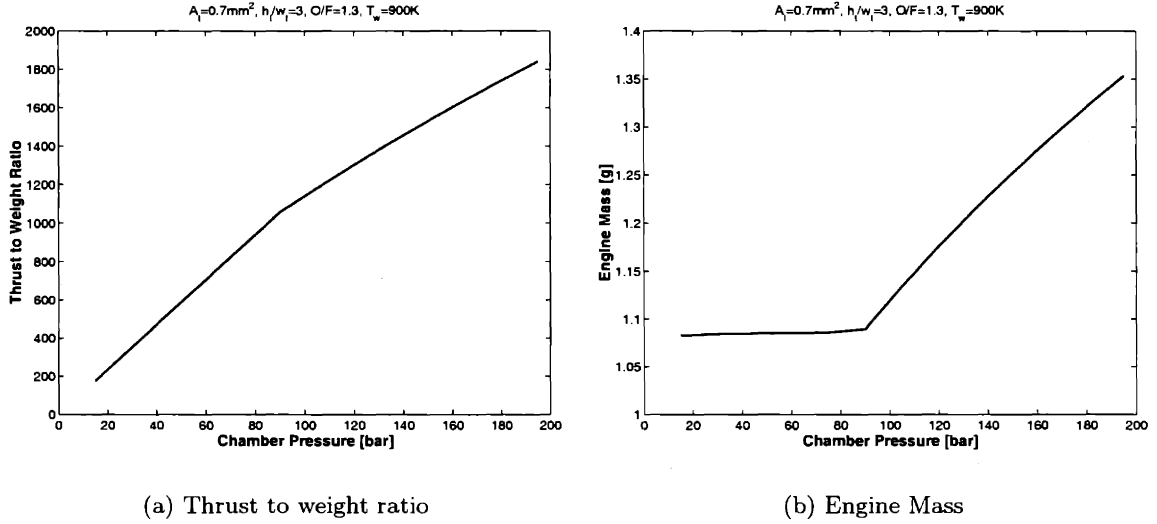 A_t=0.7mm², h_t/w_t=3, O/F=1.3, T_w=900K
2000
1800
1600
1400
1200
1000
800
600
400
200
0
Thrust to Weight Ratio
0 20 40 60 80 100 120 140 160 180 200
Chamber Pressure [bar]
(a) Thrust to weight ratio
A_t=0.7mm², h_t/w_t=3, O/F=1.3, T_w=900K
1.4
1.35
1.3
1.25
1.2
1.15
1.1
1.05
1
Engine Mass [g]
0 20 40 60 80 100 120 140 160 180 200
Chamber Pressure [bar]
(b) Engine Mass